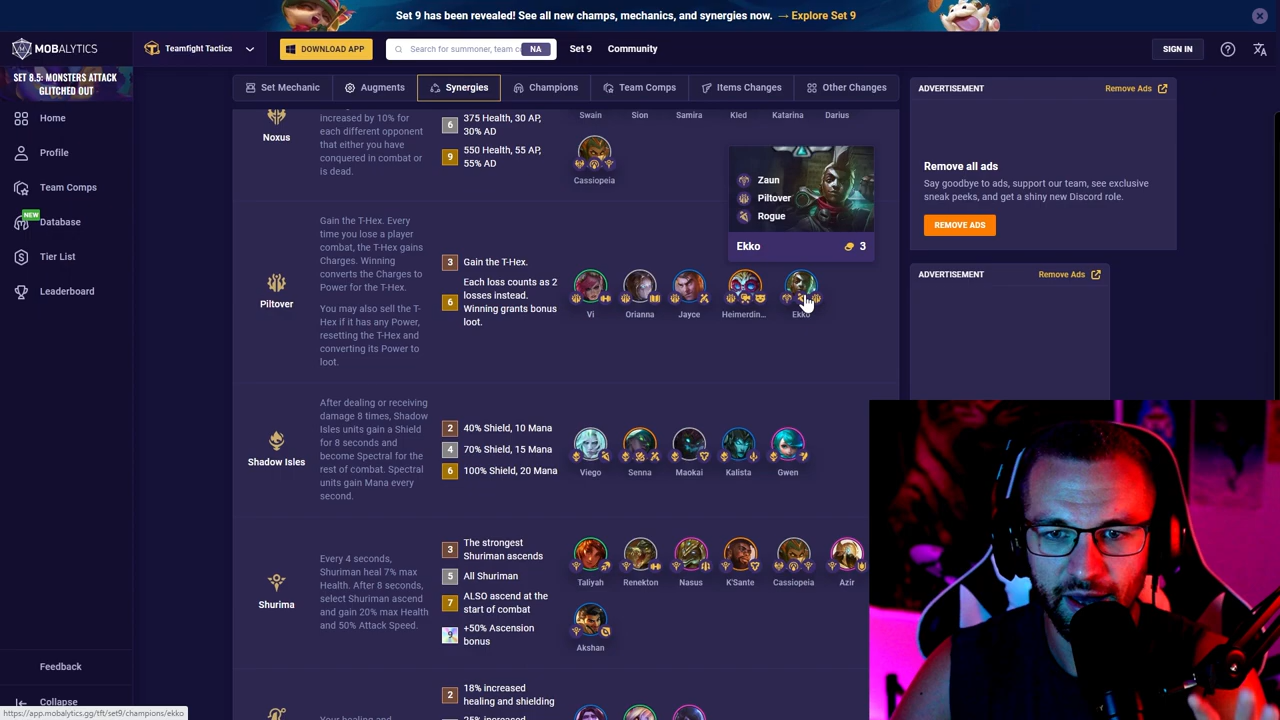 Set 9 has been revealed! See all new champs, mechanics, and synergies now. → Explore Set 9
MOBALYTICS
Teamfight Tactics
DOWNLOAD APP
Search for summoner, team o
NA
Set 9
Community
SIGN IN
SET 8.5: MONSTERS ATTACK
GLITCHED OUT
Home
Profile
Team Comps
NEW
Database
Tier List
Leaderboard
Feedback
Collapse
https://app.mobalytics.gg/tft/set9/champions/ekko
Set Mechanic
Augments
Synergies
Champions
Team Comps
Items Changes
Other Changes
Noxus
increased by 10% for
each different opponent
that either you have
conquered in combat or
is dead.
6
375 Health, 30 AP,
30% AD
9
550 Health, 55 AP,
55% AD
Swain
Sion
Samira
Kled
Katarina
Darius
Cassiopeia
Zaun
Piltover
Rogue
Ekko
3
Piltover
Gain the T-Hex. Every
time you lose a player
combat, the T-Hex gains
Charges. Winning
converts the Charges to
Power for the T-Hex.
You may also sell the T-
Hex if it has any Power,
resetting the T-Hex and
converting its Power to
loot.
3
Gain the T-Hex.
6
Each loss counts as 2
losses instead.
Winning grants bonus
loot.
Vi
Orianna
Jayce
Heimerdin...
Ekko
Shadow Isles
After dealing or receiving
damage 8 times, Shadow
Isles units gain a Shield
for 8 seconds and
become Spectral for the
rest of combat. Spectral
units gain Mana every
second.
2
40% Shield, 10 Mana
4
70% Shield, 15 Mana
6
100% Shield, 20 Mana
Viego
Senna
Maokai
Kalista
Gwen
Shurima
Every 4 seconds,
Shuriman heal 7% max
Health. After 8 seconds,
select Shuriman ascend
and gain 20% max Health
and 50% Attack Speed.
3
The strongest
Shuriman ascends
5
All Shuriman
7
ALSO ascend at the
start of combat
9
+50% Ascension
bonus
Taliyah
Renekton
Nasus
K'Sante
Cassiopeia
Azir
Akshan
2
18% increased
healing and shielding
ADVERTISEMENT
Remove Ads
Remove all ads
Say goodbye to ads, support our team, see exclusive
sneak peeks, and get a shiny new Discord role.
REMOVE ADS
ADVERTISEMENT
Remove Ads